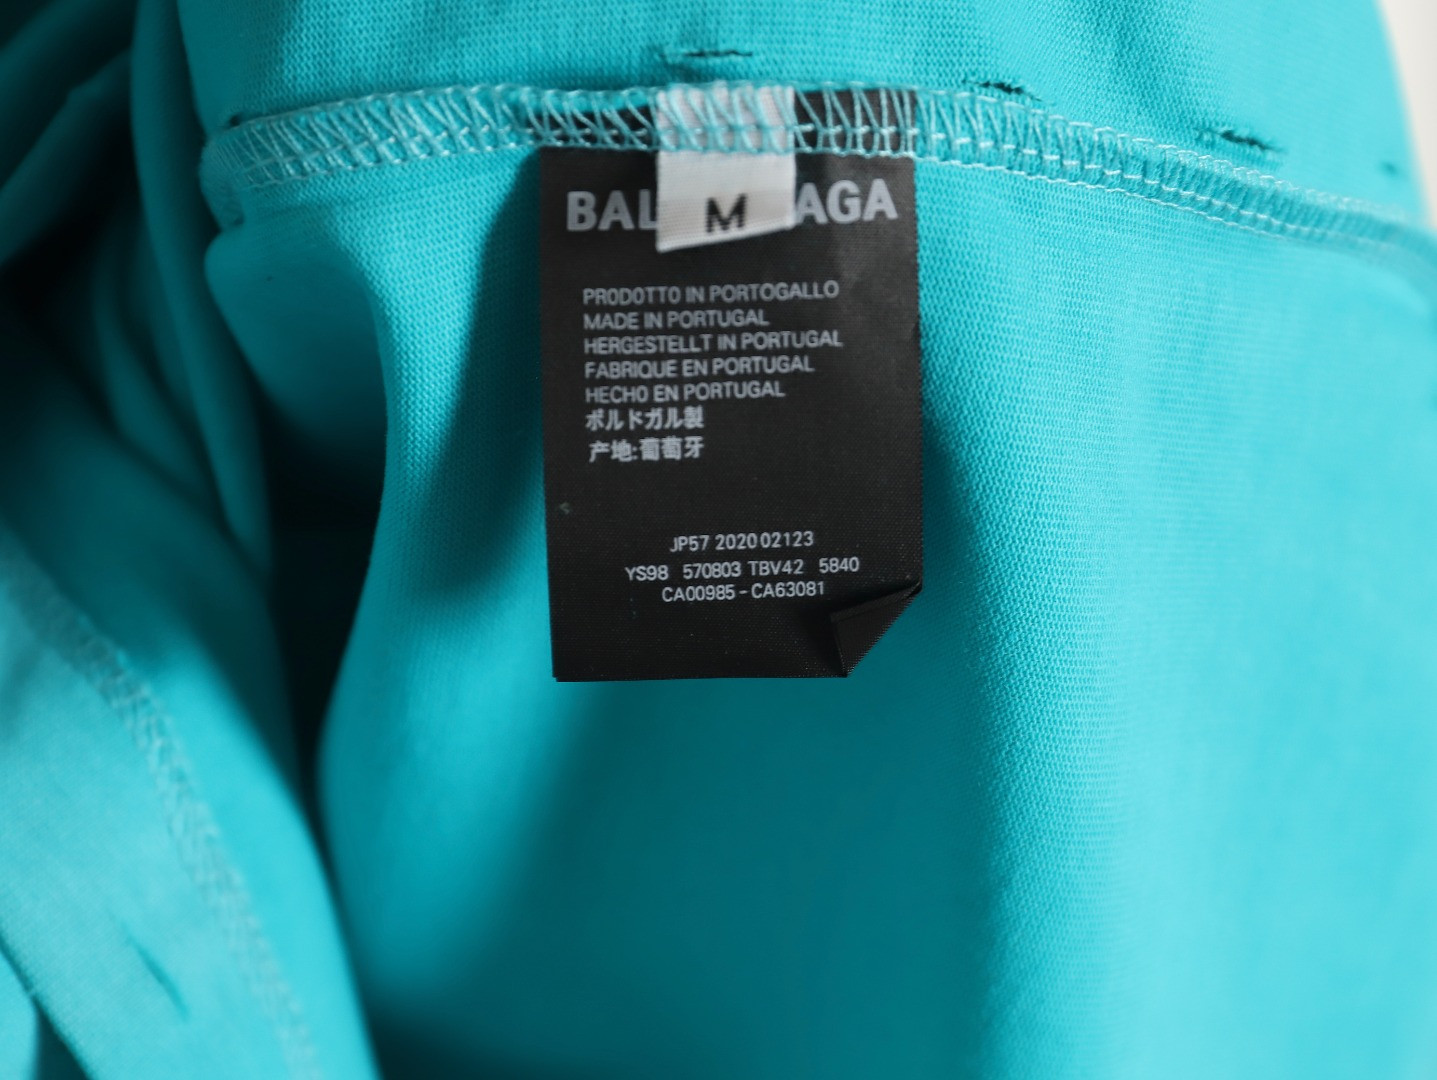 BAL M AGA
PRODOTTO IN PORTOGALLO
MADE IN PORTUGAL
HERGESTELLT IN PORTUGAL
FABRIQUE EN PORTUGAL
HECHO EN PORTUGAL
ポルトガル製
产地:葡萄牙
JP57 2020 02123
YS98 570803 TBV42 5840
CA00985-CA63081